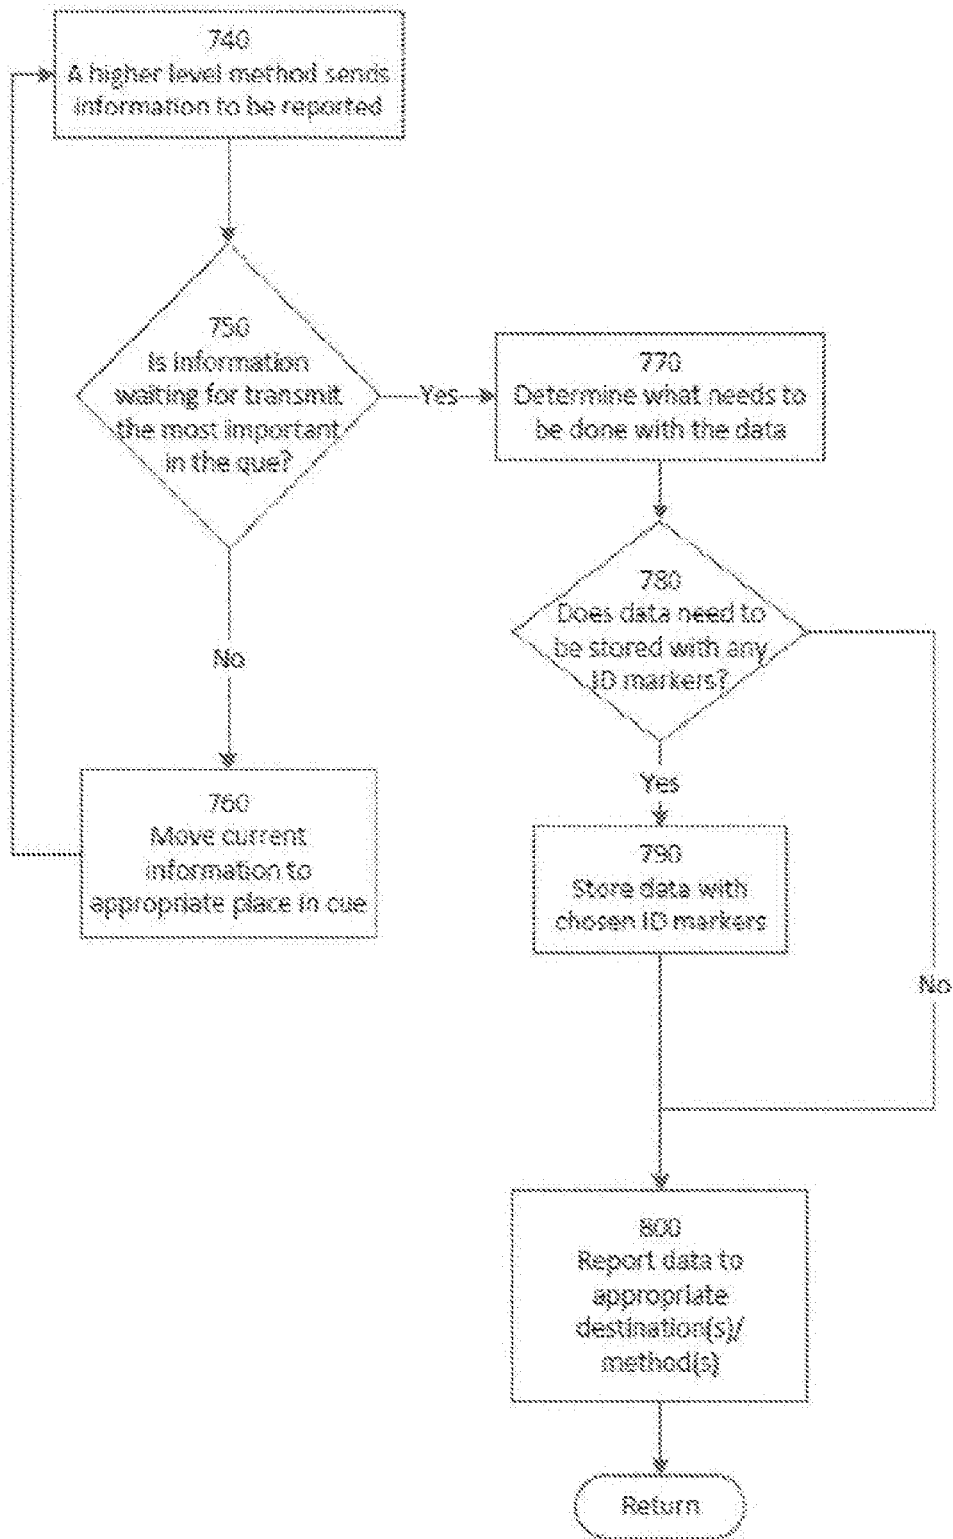 740
A higher level method sends
information to be reported
750
Is information
waiting for transmit
the most important
in the que?
Yes
770
Determine what needs to
be done with the data
780
Does data need to
be stored with any
ID markers?
No
Yes
760
Move current
information to
appropriate place in cue
790
Store data with
chosen ID markers
No
800
Report data to
appropriate
destination(s)/
method(s)
Return